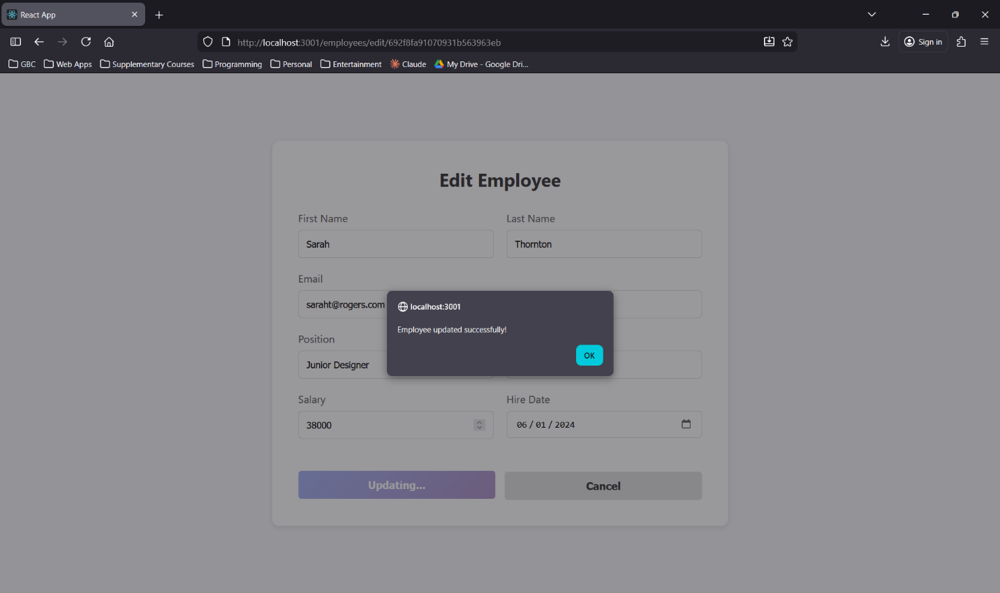 React App
http://localhost:3001/employees/edit/692f8fa91070931b563963eb
Sign in
GBC Web Apps Supplementary Courses Programming Personal Entertainment Claude My Drive - Google Dri...
Edit Employee
First Name Last Name
Sarah Thornton
Email
saraht@rogers.com
localhost:3001
Employee updated successfully!
Position
OK
Junior Designer
Salary Hire Date
38000 06 / 01 / 2024
Updating... Cancel